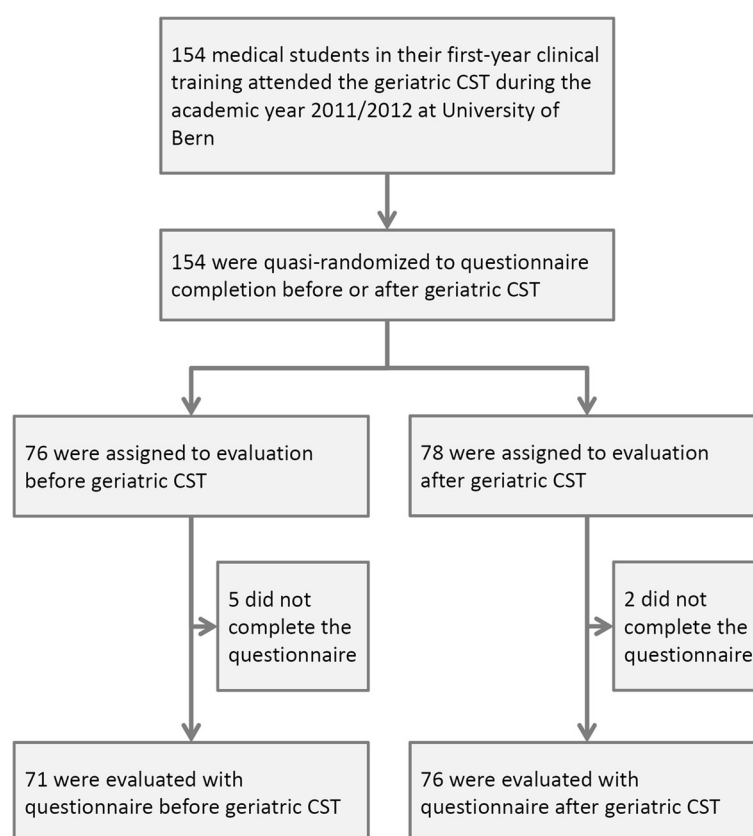 154 medical students in their first-year clinical
training attended the geriatric CST during the
academic year 2011/2012 at University of
Bern
154 were quasi-randomized to questionnaire
completion before or after geriatric CST
76 were assigned to evaluation
before geriatric CST
78 were assigned to evaluation
after geriatric CST
5 did not
complete the
questionnaire
2 did not
complete the
questionnaire
71 were evaluated with
questionnaire before geriatric CST
76 were evaluated with
questionnaire after geriatric CST